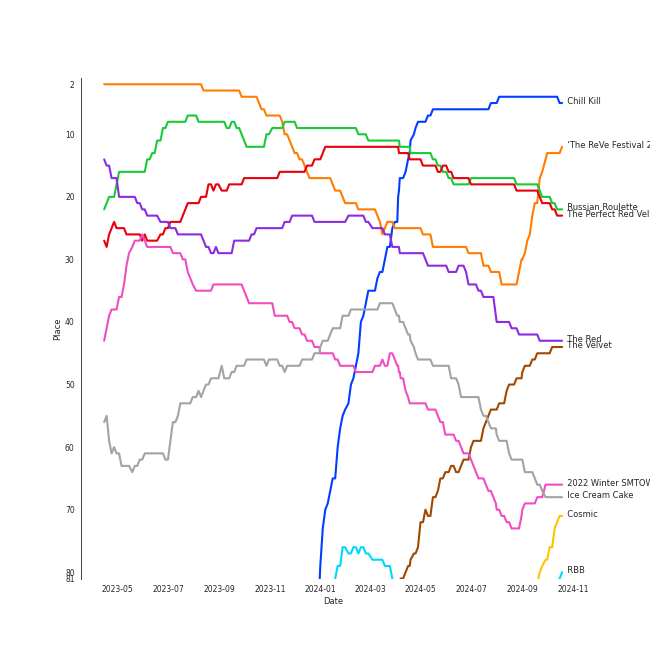 2
10
20
30
40
50
60
70
80
81
Place
2023-05
2023-07
2023-09
2023-11
2024-01
2024-03
2024-05
2024-07
2024-09
2024-11
Date
Chill Kill
'The ReVe Festival 2
Russian Roulette
The Perfect Red Vel
The Red
The Velvet
2022 Winter SMTOW
Ice Cream Cake
Cosmic
RBB